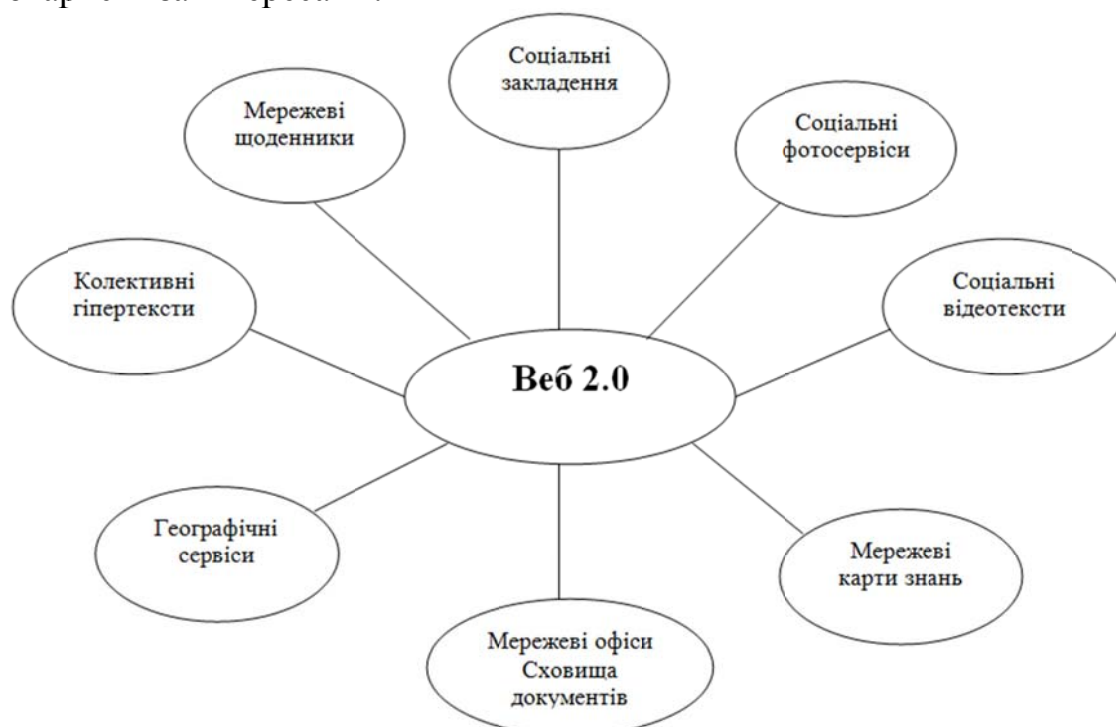 Соціальні
закладення
Мережеві
щоденники
Соціальні
фотосервіси
Колективні
гіпертексти
Соціальні
відеотексти
Веб 2.0
Географічні
сервіси
Мережеві
карти знань
Мережеві офіси
Сховища
документів